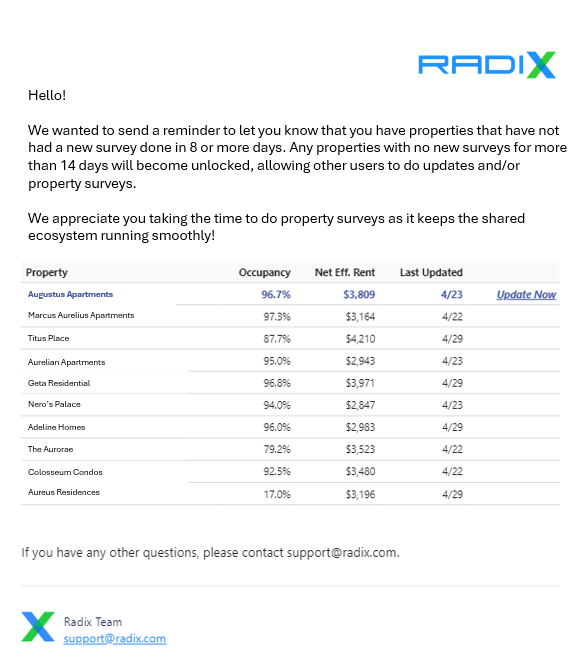 RADIX
Hello!
We wanted to send a reminder to let you know that you have properties that have not
had a new survey done in 8 or more days. Any properties with no new surveys for more
than 14 days will become unlocked, allowing other users to do updates and/or
property surveys.
We appreciate you taking the time to do property surveys as it keeps the shared
ecosystem running smoothly!
Property Occupancy Net Eff. Rent Last Updated
Augustus Apartments 96.7% $3,809 4/23 Update Now
Marcus Aurelius Apartments 97.3% $3,164 4/22
Titus Place 87.7% $4,210 4/29
Aurelian Apartments 95.0% $2,943 4/23
Geta Residential 96.8% $3,971 4/29
Nero's Palace 94.0% $2,847 4/23
Adeline Homes 96.0% $2,983 4/29
The Aurorae 79.2% $3,523 4/22
Colosseum Condos 92.5% $3,480 4/22
Aureus Residences 17.0% $3,196 4/29
If you have any other questions, please contact support@radix.com.
Radix Team
support@radix.com